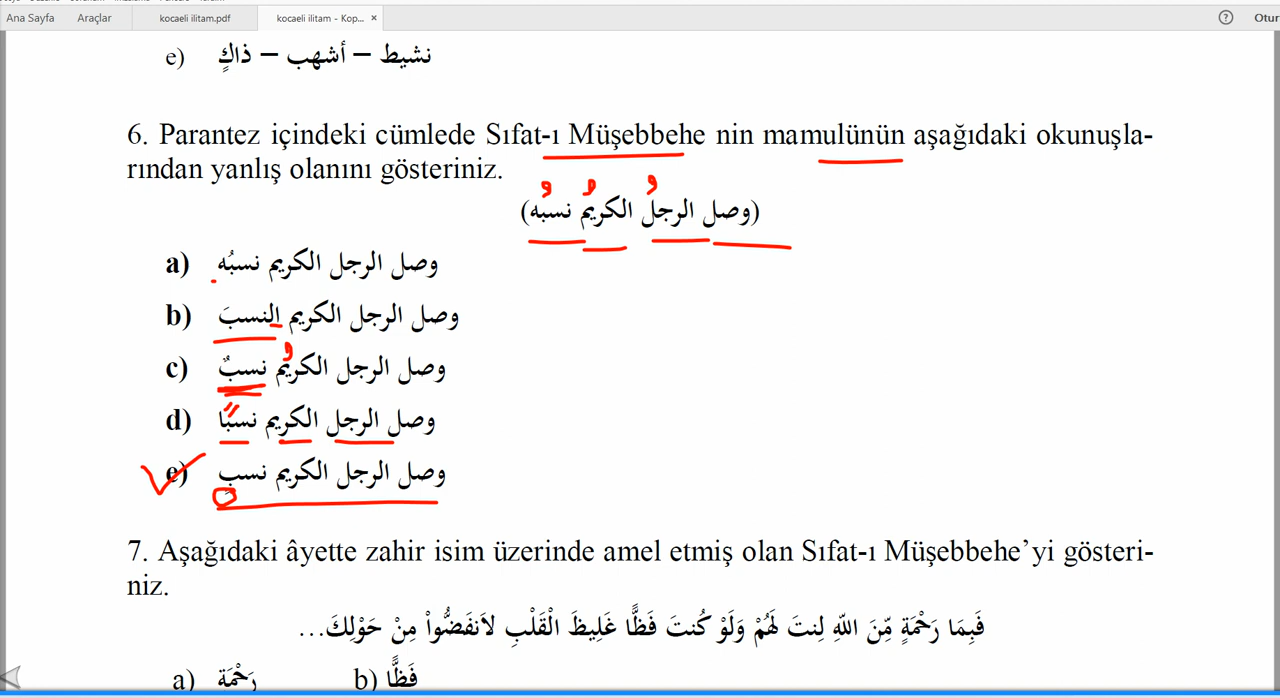 Ana Sayfa Araçlar kocaeli ilitam.pdf kocaeli ilitam - Kop... × ? Otur
e) نشيط – أشهب – ذاكٍ
6. Parantez içindeki cümlede Sıfat-ı Müşebbehe nin mamulünün aşağıdaki okunuşla-
rından yanlış olanını gösteriniz.
(وصل الرجل الكريم نسبه)
a) وصل الرجل الكريم نسبُه
b) وصل الرجل الكريم النسبَ
c) وصل الرجل الكريم نسبٌ
d) وصل الرجل الكريم نسبًا
e) وصل الرجل الكريم نسبِ
7. Aşağıdaki âyette zahir isim üzerinde amel etmiş olan Sıfat-ı Müşebbehe’yi gösteri-
niz.
فَبِمَا رَحْمَةٍ مِّنَ اللّهِ لِنتَ لَهُمْ وَلَوْ كُنتَ فَظًّا غَلِيظَ الْقَلْبِ لاَنفَضُّواْ مِنْ حَوْلِكَ...
a) رَحْمَة b) فَظًّا